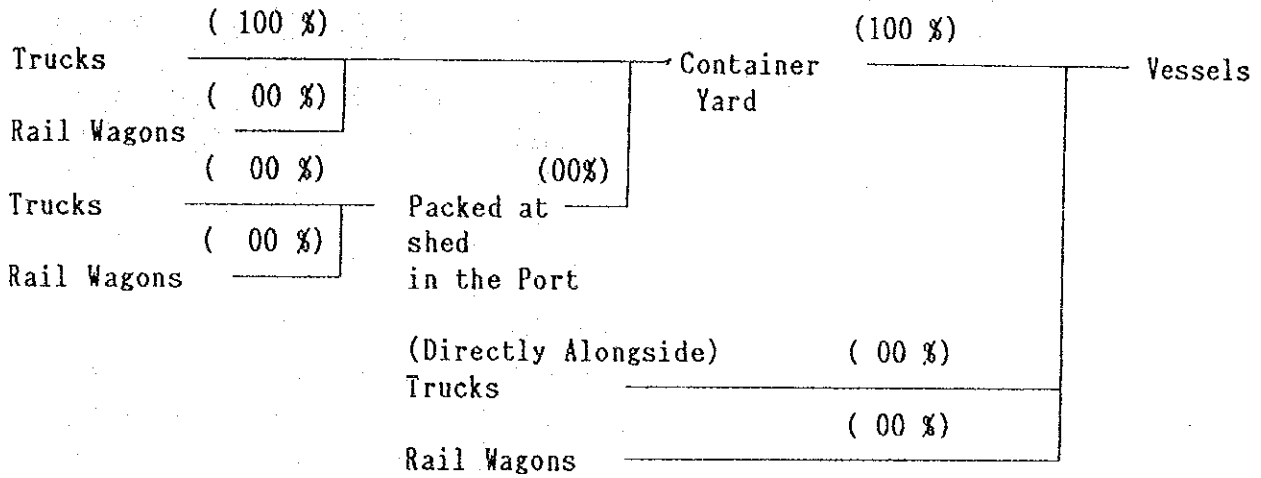 ( 100 %) (100 %)
Trucks Container Vessels
( 00 %) Yard
Rail Wagons
( 00 %) (00%)
Trucks Packed at
( 00 %) shed
Rail Wagons in the Port
(Directly Alongside) ( 00 %)
Trucks
( 00 %)
Rail Wagons